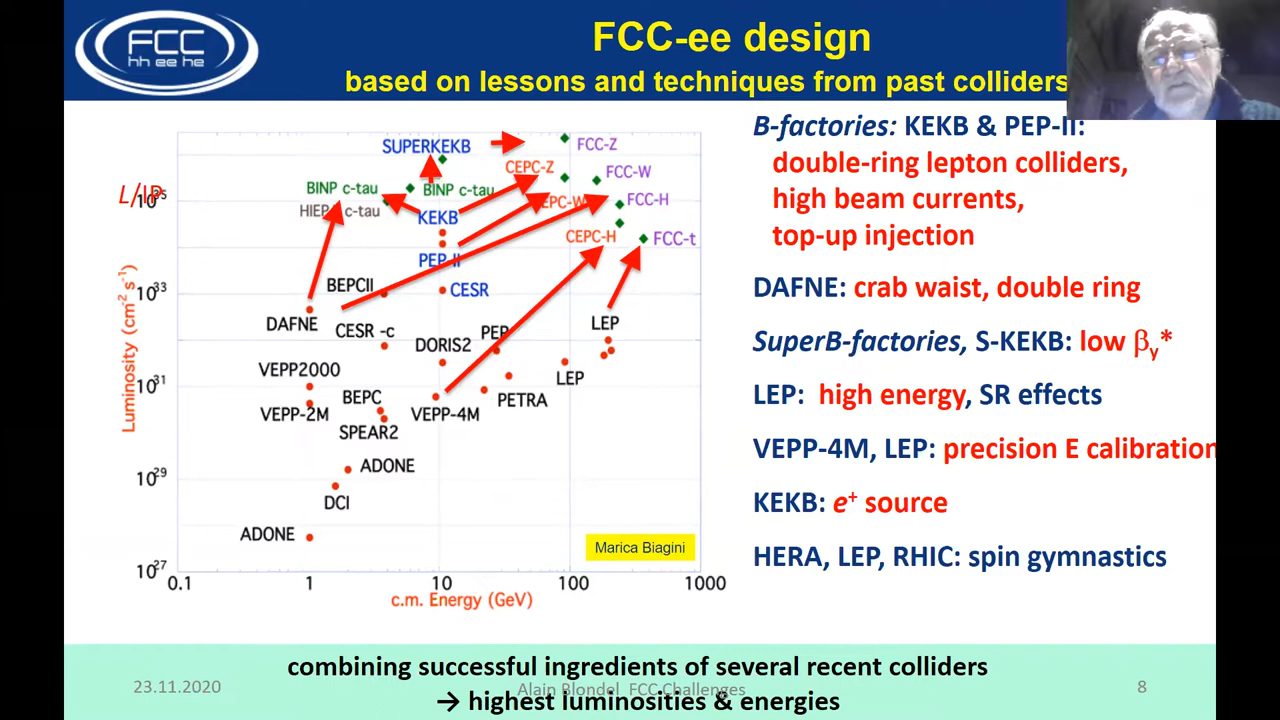 FCC
hh ee he
FCC-ee design
based on lessons and techniques from past colliders
B-factories: KEKB & PEP-II:
double-ring lepton colliders,
high beam currents,
top-up injection
DAFNE: crab waist, double ring
SuperB-factories, S-KEKB: low βy*
LEP: high energy, SR effects
VEPP-4M, LEP: precision E calibration
KEKB: e+ source
HERA, LEP, RHIC: spin gymnastics
L/IP
Luminosity (cm-2 s-1)
1035
1033
1031
1029
1027
0.1 1 10 100 1000
c.m. Energy (GeV)
SUPERKEKB
FCC-Z
CEPC-Z
FCC-W
BINP c-tau
BINP c-tau
CEPC-W
FCC-H
HIEPA c-tau
KEKB
CEPC-H
FCC-t
PEP-II
BEPCII
CESR
DAFNE
CESR -c
DORIS2
PEP
LEP
VEPP2000
LEP
VEPP-2M
BEPC
VEPP-4M
PETRA
SPEAR2
ADONE
DCI
ADONE
Marica Biagini
combining successful ingredients of several recent colliders
→ highest luminosities & energies
23.11.2020
Alain Blondel FCC Challenges
8